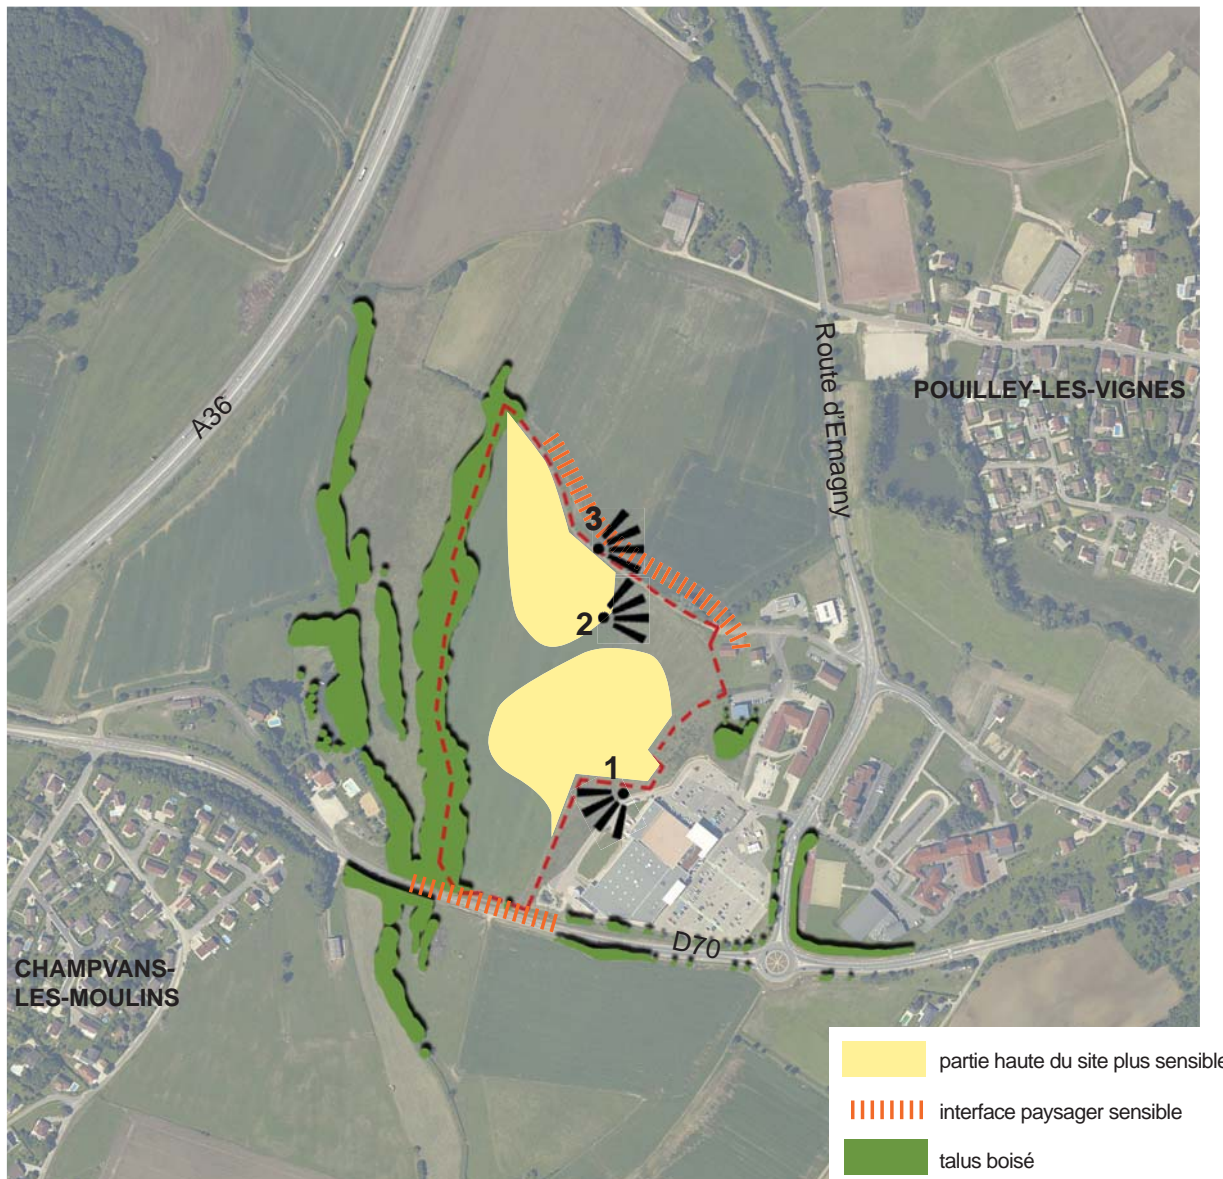 A36
Route d'Emagny
POUILLEY-LES-VIGNES
3
2
1
D70
CHAMPVANS-
LES-MOULINS
partie haute du site plus sensible
interface paysager sensible
talus boisé